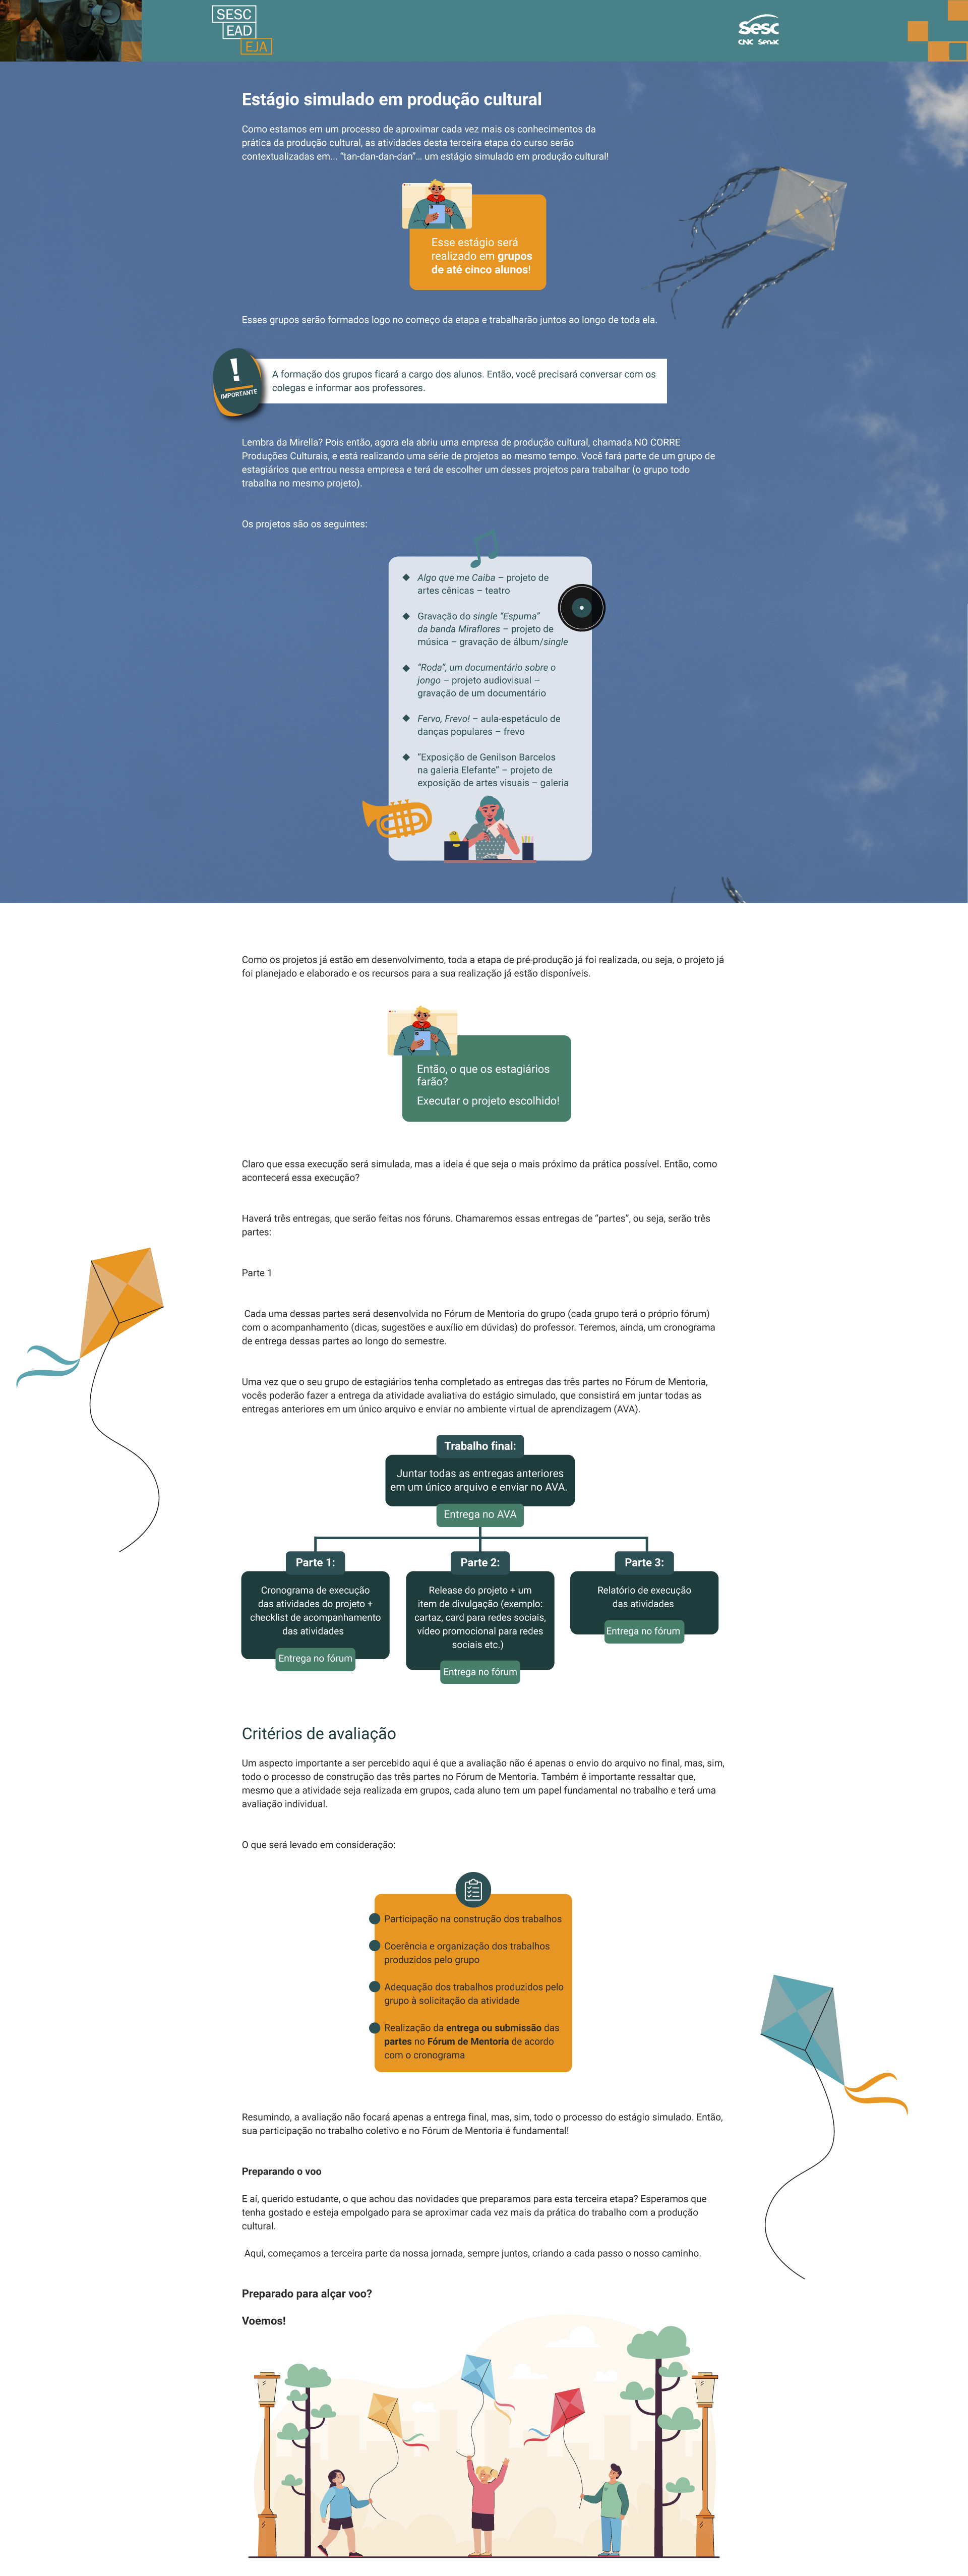 SESC
EAD
EJA
Sesc
CNC Senac
Estágio simulado em produção cultural
Como estamos em um processo de aproximar cada vez mais os conhecimentos da
prática da produção cultural, as atividades desta terceira etapa do curso serão
contextualizadas em... “tan-dan-dan-dan”... um estágio simulado em produção cultural!
Esse estágio será
realizado em grupos
de até cinco alunos!
Esses grupos serão formados logo no começo da etapa e trabalharão juntos ao longo de toda ela.
!
IMPORTANTE
A formação dos grupos ficará a cargo dos alunos. Então, você precisará conversar com os
colegas e informar aos professores.
Lembra da Mirella? Pois então, agora ela abriu uma empresa de produção cultural, chamada NO CORRE
Produções Culturais, e está realizando uma série de projetos ao mesmo tempo. Você fará parte de um grupo de
estagiários que entrou nessa empresa e terá de escolher um desses projetos para trabalhar (o grupo todo
trabalha no mesmo projeto).
Os projetos são os seguintes:
Algo que me Caiba – projeto de
artes cênicas – teatro
Gravação do single “Espuma”
da banda Miraflores – projeto de
música – gravação de álbum/single
“Roda”, um documentário sobre o
jongo – projeto audiovisual –
gravação de um documentário
Fervo, Frevo! – aula-espetáculo de
danças populares – frevo
“Exposição de Genilson Barcelos
na galeria Elefante” – projeto de
exposição de artes visuais – galeria
Como os projetos já estão em desenvolvimento, toda a etapa de pré-produção já foi realizada, ou seja, o projeto já
foi planejado e elaborado e os recursos para a sua realização já estão disponíveis.
Então, o que os estagiários
farão?
Executar o projeto escolhido!
Claro que essa execução será simulada, mas a ideia é que seja o mais próximo da prática possível. Então, como
acontecerá essa execução?
Haverá três entregas, que serão feitas nos fóruns. Chamaremos essas entregas de “partes”, ou seja, serão três
partes:
Parte 1
Cada uma dessas partes será desenvolvida no Fórum de Mentoria do grupo (cada grupo terá o próprio fórum)
com o acompanhamento (dicas, sugestões e auxílio em dúvidas) do professor. Teremos, ainda, um cronograma
de entrega dessas partes ao longo do semestre.
Uma vez que o seu grupo de estagiários tenha completado as entregas das três partes no Fórum de Mentoria,
vocês poderão fazer a entrega da atividade avaliativa do estágio simulado, que consistirá em juntar todas as
entregas anteriores em um único arquivo e enviar no ambiente virtual de aprendizagem (AVA).
Trabalho final:
Juntar todas as entregas anteriores
em um único arquivo e enviar no AVA.
Entrega no AVA
Parte 1:
Cronograma de execução
das atividades do projeto +
checklist de acompanhamento
das atividades
Entrega no fórum
Parte 2:
Release do projeto + um
item de divulgação (exemplo:
cartaz, card para redes sociais,
vídeo promocional para redes
sociais etc.)
Entrega no fórum
Parte 3:
Relatório de execução
das atividades
Entrega no fórum
Critérios de avaliação
Um aspecto importante a ser percebido aqui é que a avaliação não é apenas o envio do arquivo no final, mas, sim,
todo o processo de construção das três partes no Fórum de Mentoria. Também é importante ressaltar que,
mesmo que a atividade seja realizada em grupos, cada aluno tem um papel fundamental no trabalho e terá uma
avaliação individual.
O que será levado em consideração:
Participação na construção dos trabalhos
Coerência e organização dos trabalhos
produzidos pelo grupo
Adequação dos trabalhos produzidos pelo
grupo à solicitação da atividade
Realização da entrega ou submissão das
partes no Fórum de Mentoria de acordo
com o cronograma
Resumindo, a avaliação não focará apenas a entrega final, mas, sim, todo o processo do estágio simulado. Então,
sua participação no trabalho coletivo e no Fórum de Mentoria é fundamental!
Preparando o voo
E aí, querido estudante, o que achou das novidades que preparamos para esta terceira etapa? Esperamos que
tenha gostado e esteja empolgado para se aproximar cada vez mais da prática do trabalho com a produção
cultural.
Aqui, começamos a terceira parte da nossa jornada, sempre juntos, criando a cada passo o nosso caminho.
Preparado para alçar voo?
Voemos!